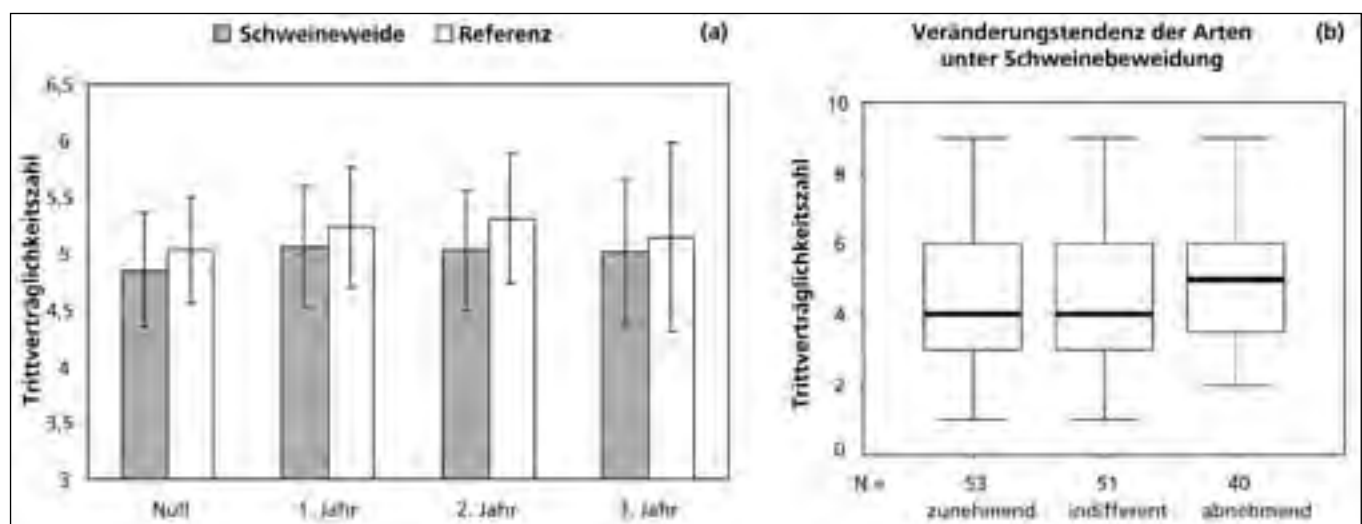 Schweineweide Referenz (a)
Trittverträglichkeitszahl
6,5
6
5,5
5
4,5
4
3,5
3
Null 1. Jahr 2. Jahr 3. Jahr
Veränderungstendenz der Arten (b)
unter Schweinebeweidung
Trittverträglichkeitszahl
10
8
6
4
2
0
N = 53 51 40
zunehmend indifferent abnehmend